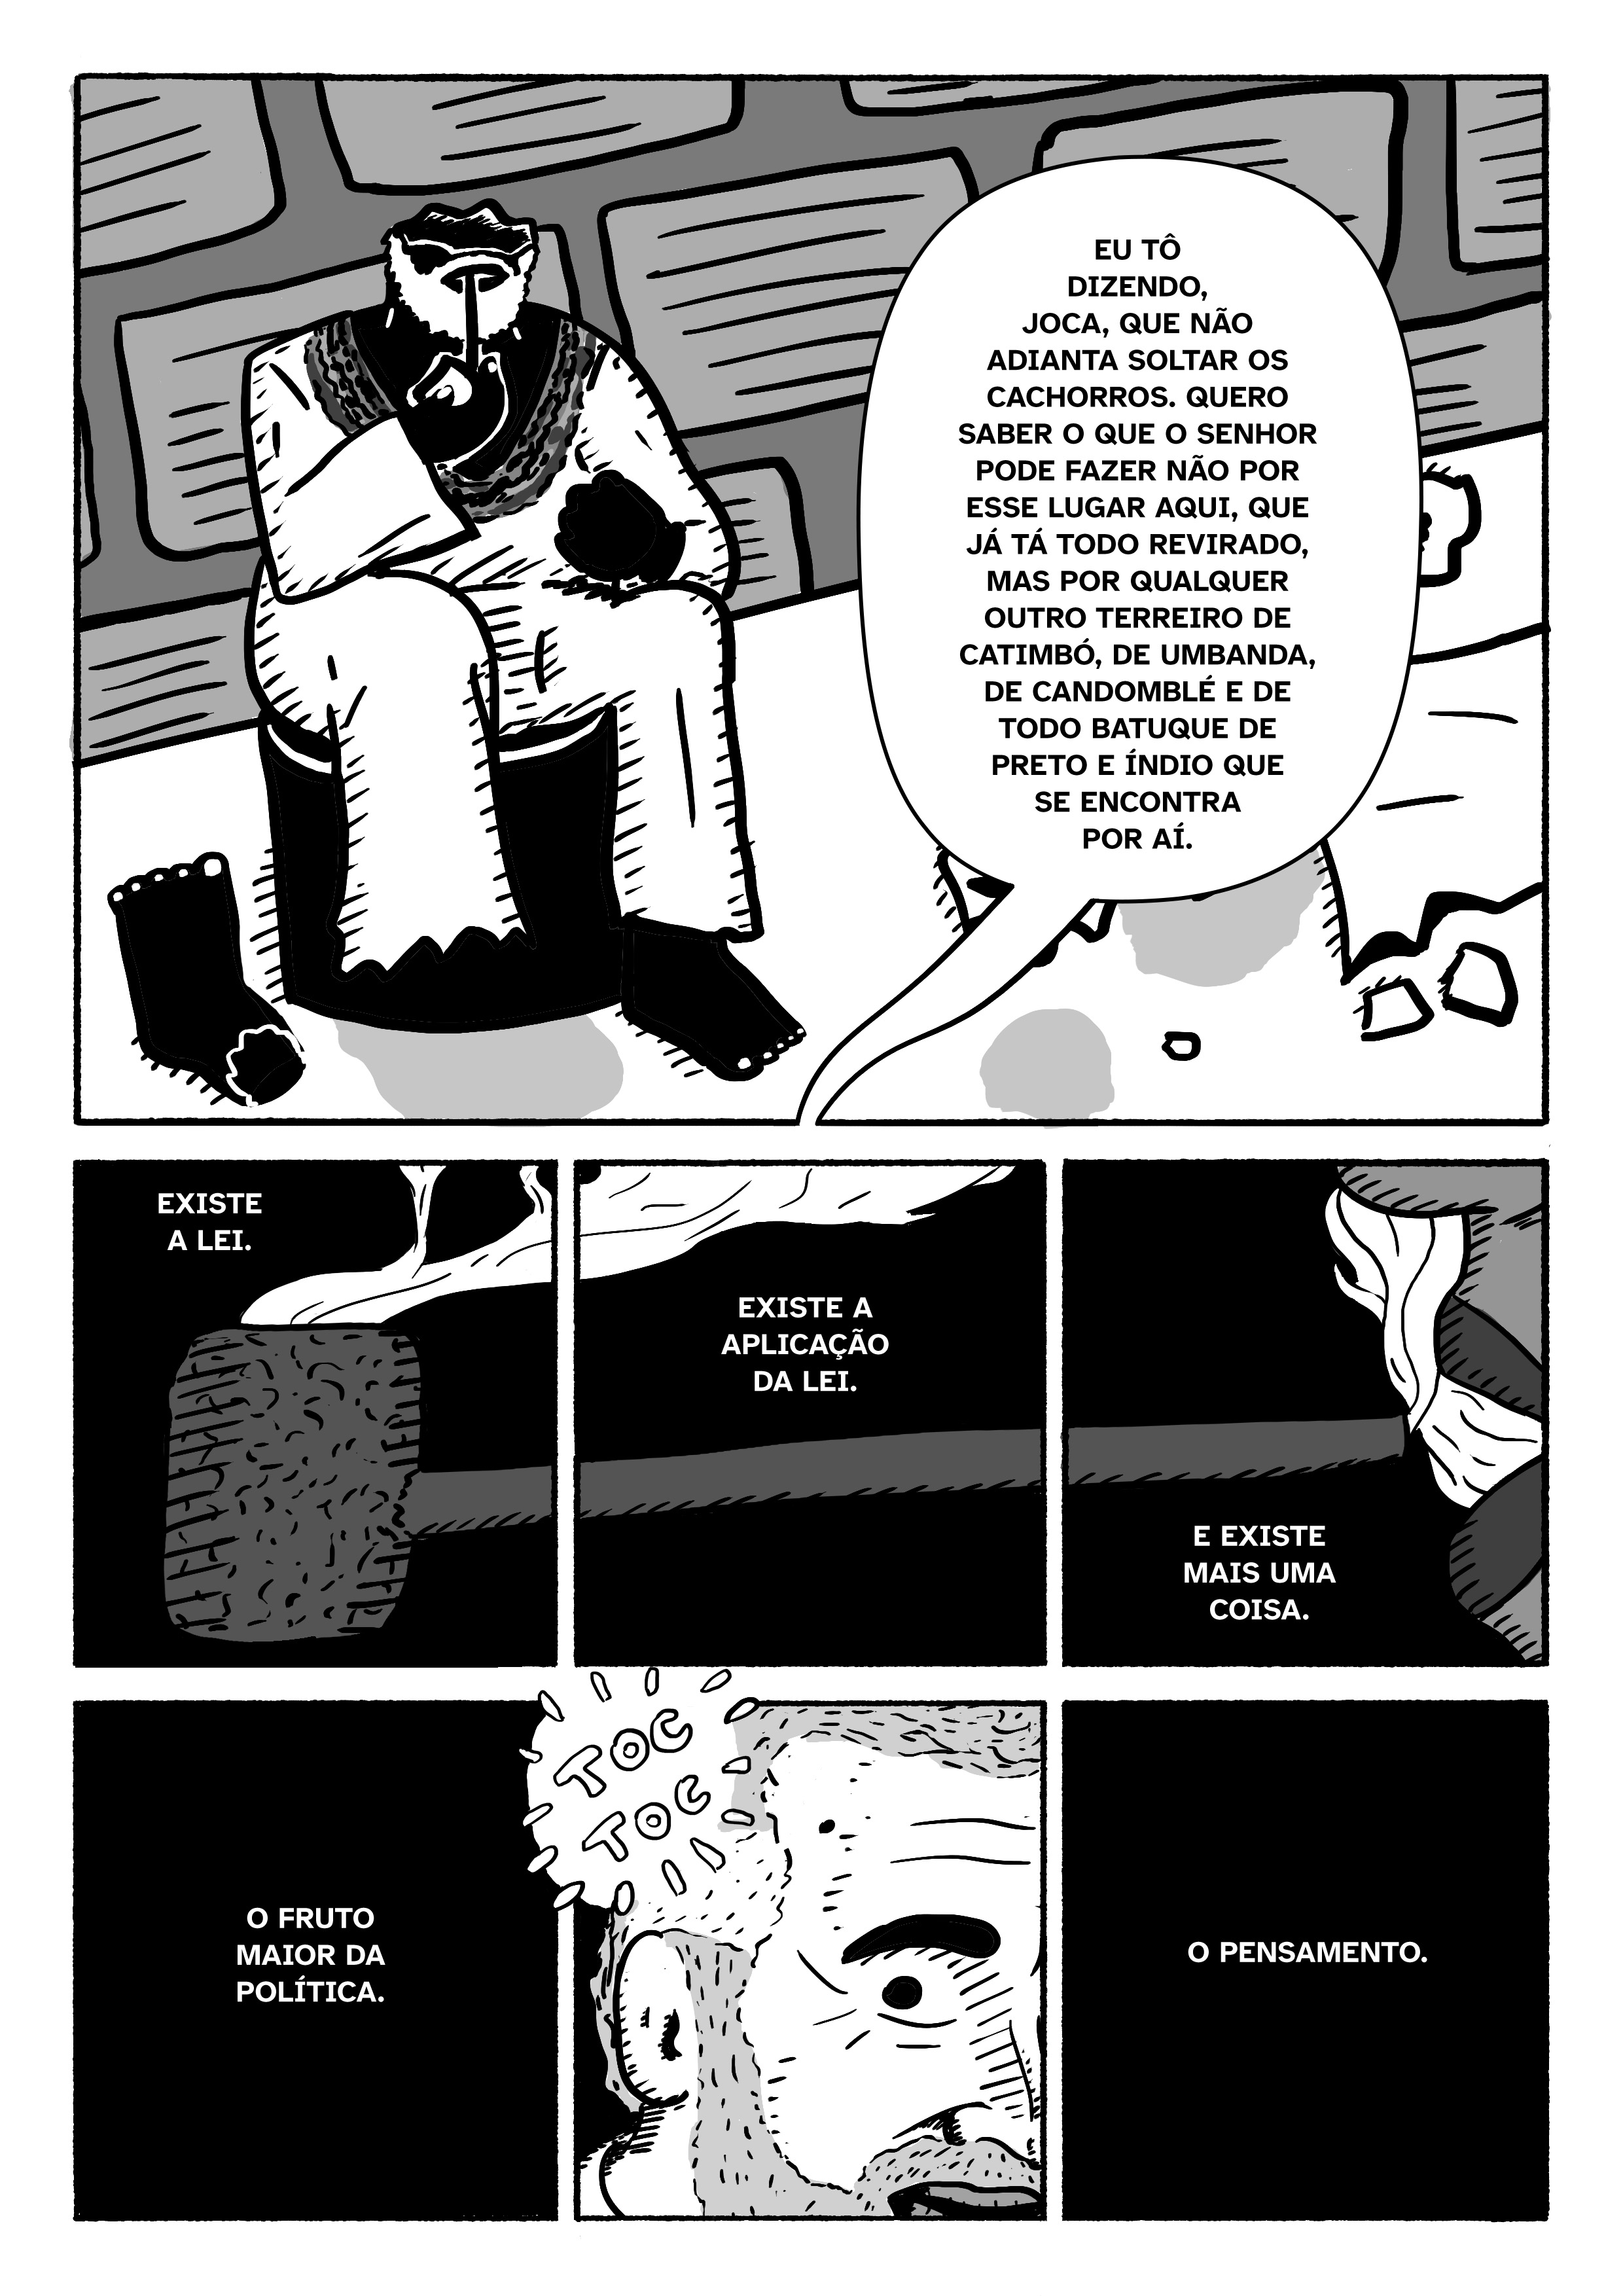 EU TÔ
DIZENDO,
JOCA, QUE NÃO
ADIANTA SOLTAR OS
CACHORROS. QUERO
SABER O QUE O SENHOR
PODE FAZER NÃO POR
ESSE LUGAR AQUI, QUE
JÁ TÁ TODO REVIRADO,
MAS POR QUALQUER
OUTRO TERREIRO DE
CATIMBÓ, DE UMBANDA,
DE CANDOMBLÉ E DE
TODO BATUQUE DE
PRETO E ÍNDIO QUE
SE ENCONTRA
POR AÍ.
EXISTE
A LEI.
EXISTE A
APLICAÇÃO
DA LEI.
E EXISTE
MAIS UMA
COISA.
O FRUTO
MAIOR DA
POLÍTICA.
TOC
TOC
O PENSAMENTO.